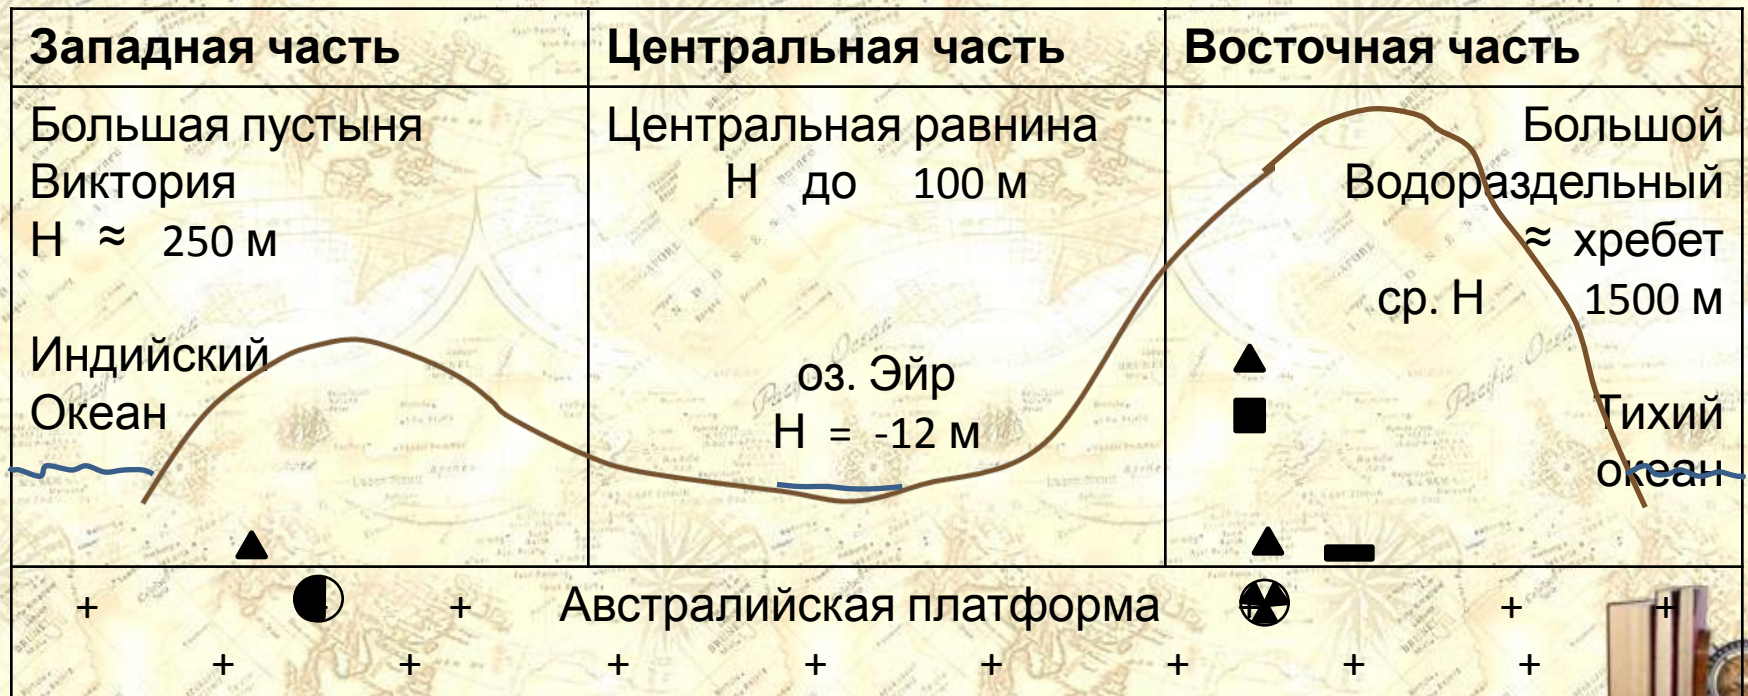 Западная часть
Центральная часть
Восточная часть
Большая пустыня
Виктория
Н ≈ 250 м
Индийский
Океан
Центральная равнина
Н до 100 м
оз. Эйр
Н = -12 м
Большой
Водораздельный
≈ хребет
ср. Н 1500 м
Тихий
океан
+ + Австралийская платформа + + +
+ + + + + + + +